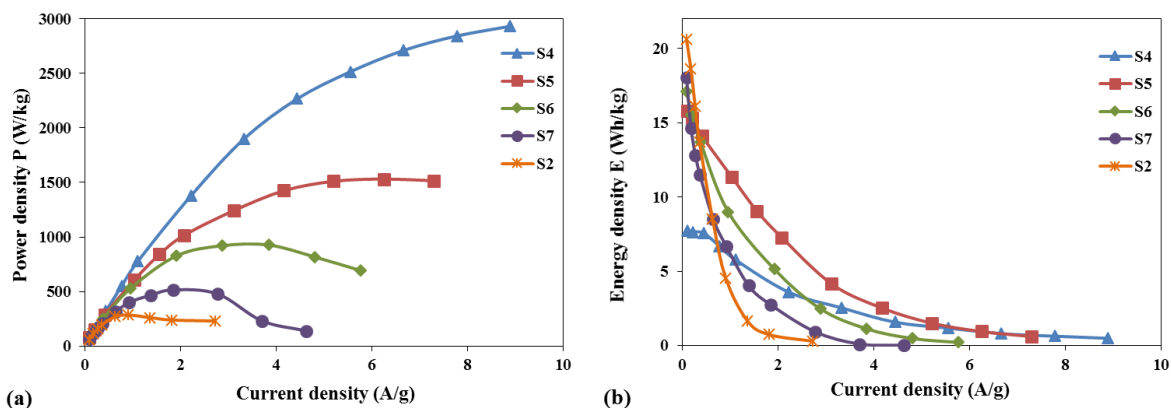 Power density P (W/kg)
3000
2500
2000
1500
1000
500
0
0 2 4 6 8 10
S4
S5
S6
S7
S2
Current density (A/g)
(a)
Energy density E (Wh/kg)
20
15
10
5
0
0 2 4 6 8 10
S4
S5
S6
S7
S2
Current density (A/g)
(b)